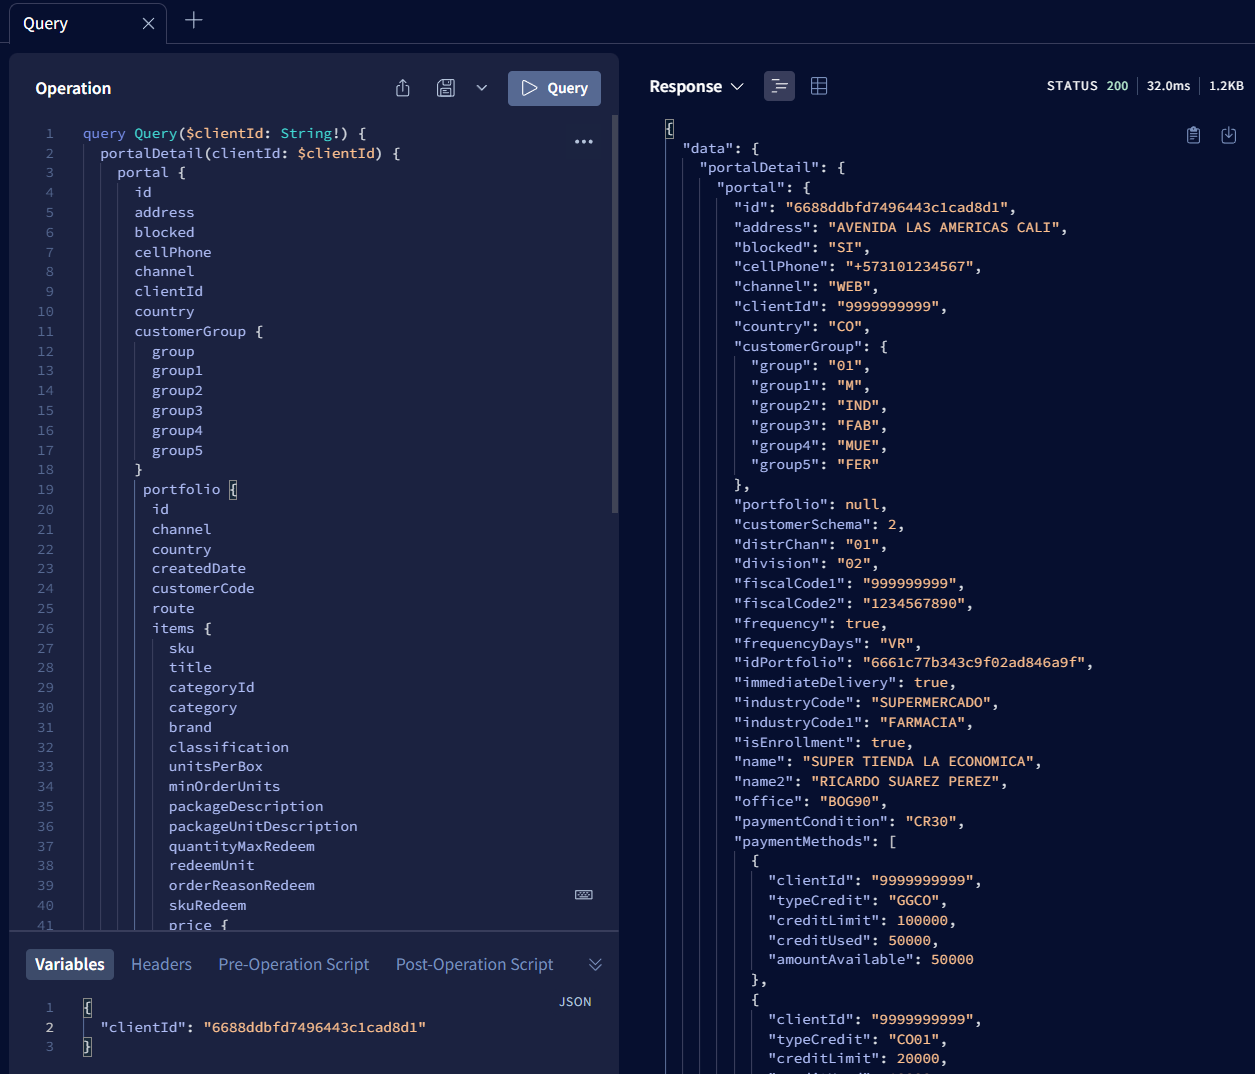 Query
Operation
Query
1 query Query($clientId: String!) {
2 portalDetail(clientId: $clientId) {
3 portal {
4 id
5 address
6 blocked
7 cellPhone
8 channel
9 clientId
10 country
11 customerGroup {
12 group
13 group1
14 group2
15 group3
16 group4
17 group5
18 }
19 portfolio {
20 id
21 channel
22 country
23 createdDate
24 customerCode
25 route
26 items {
27 sku
28 title
29 categoryId
30 category
31 brand
32 classification
33 unitsPerBox
34 minOrderUnits
35 packageDescription
36 packageUnitDescription
37 quantityMaxRedeem
38 redeemUnit
39 orderReasonRedeem
40 skuRedeem
41 price {
Variables Headers Pre-Operation Script Post-Operation Script
JSON
1 {
2 "clientId": "6688ddbfd7496443c1cad8d1"
3 }
Response
STATUS 200 32.0ms 1.2KB
{
"data": {
"portalDetail": {
"portal": {
"id": "6688ddbfd7496443c1cad8d1",
"address": "AVENIDA LAS AMERICAS CALI",
"blocked": "SI",
"cellPhone": "+573101234567",
"channel": "WEB",
"clientId": "9999999999",
"country": "CO",
"customerGroup": {
"group": "01",
"group1": "M",
"group2": "IND",
"group3": "FAB",
"group4": "MUE",
"group5": "FER"
},
"portfolio": null,
"customerSchema": 2,
"distrChan": "01",
"division": "02",
"fiscalCode1": "999999999",
"fiscalCode2": "1234567890",
"frequency": true,
"frequencyDays": "VR",
"idPortfolio": "6661c77b343c9f02ad846a9f",
"immediateDelivery": true,
"industryCode": "SUPERMERCADO",
"industryCode1": "FARMACIA",
"isEnrollment": true,
"name": "SUPER TIENDA LA ECONOMICA",
"name2": "RICARDO SUAREZ PEREZ",
"office": "BOG90",
"paymentCondition": "CR30",
"paymentMethods": [
{
"clientId": "9999999999",
"typeCredit": "GGCO",
"creditLimit": 100000,
"creditUsed": 50000,
"amountAvailable": 50000
},
{
"clientId": "9999999999",
"typeCredit": "CO01",
"creditLimit": 20000,